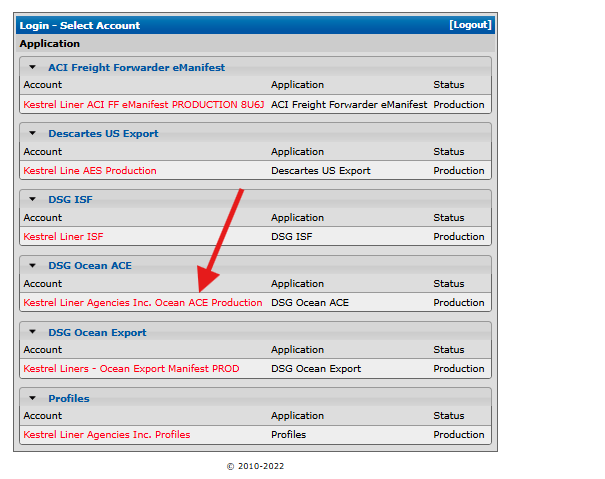 Login - Select Account [Logout]
Application
ACI Freight Forwarder eManifest
Account Application Status
Kestrel Liner ACI FF eManifest PRODUCTION 8U6J ACI Freight Forwarder eManifest Production
Descartes US Export
Account Application Status
Kestrel Line AES Production Descartes US Export Production
DSG ISF
Account Application Status
Kestrel Liner ISF DSG ISF Production
DSG Ocean ACE
Account Application Status
Kestrel Liner Agencies Inc. Ocean ACE Production DSG Ocean ACE Production
DSG Ocean Export
Account Application Status
Kestrel Liners - Ocean Export Manifest PROD DSG Ocean Export Production
Profiles
Account Application Status
Kestrel Liner Agencies Inc. Profiles Profiles Production
© 2010-2022